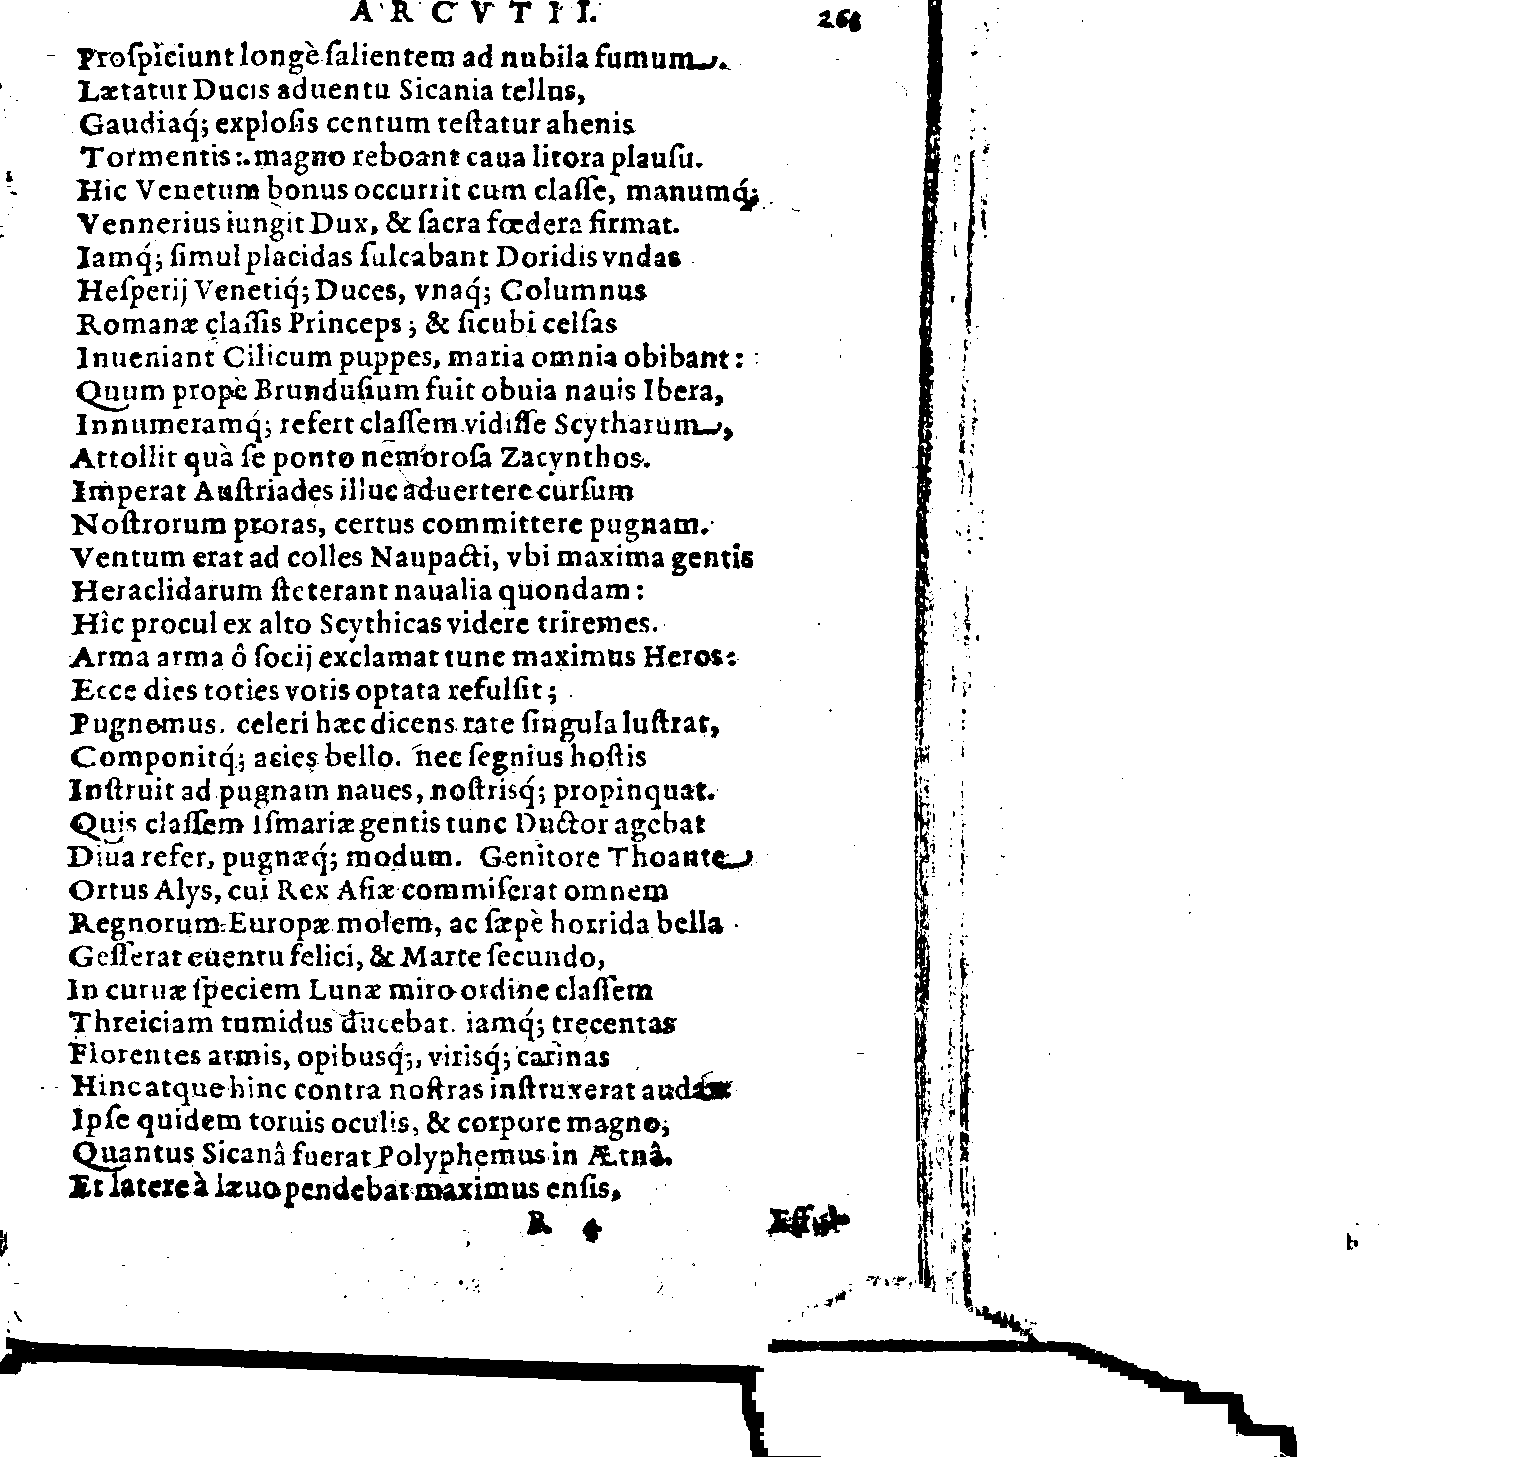 ARCVTII. 264
Proſpiciunt longè ſalientem ad nubila fumum.
Lætatur Ducis aduentu Sicania tellus,
Gaudiaq́; exploſis centum teſtatur ahenis
Tormentis: magno reboant caua litora plauſu.
Hic Venetum bonus occurrit cum claſſe, manumq́;
Vennerius iungit Dux, & ſacra fœdera firmat.
Iamq́; ſimul placidas ſulcabant Doridis vndas
Heſperij Venetiq́; Duces, vnaq́; Columnus
Romanæ claſſis Princeps; & ſicubi celſas
Inueniant Cilicum puppes, maria omnia obibant:
Quum propè Brunduſium fuit obuia nauis Ibera,
Innumeramq́; refert claſſem vidiſſe Scytharum,
Attollit quà ſe ponto nemoroſa Zacynthos.
Imperat Auſtriades illuc aduertere curſum
Noſtrorum proras, certus committere pugnam.
Ventum erat ad colles Naupacti, vbi maxima gentis
Heraclidarum ſteterant naualia quondam:
Hîc procul ex alto Scythicas videre triremes.
Arma arma ô ſocij exclamat tunc maximus Heros:
Ecce dies toties votis optata refulſit;
Pugnemus. celeri hæc dicens rate ſingula luſtrat,
Componitq́; acies bello. nec ſegnius hoſtis
Inſtruit ad pugnam naues, noſtrisq́; propinquat.
Quis claſſem Iſmariæ gentis tunc Ductor agebat
Diua refer, pugnæq́; modum. Genitore Thoante
Ortus Alys, cui Rex Aſiæ commiſerat omnem
Regnorum Europæ molem, ac ſæpè horrida bella
Geſſerat euentu felici, & Marte ſecundo,
In curuæ ſpeciem Lunæ miro ordine claſſem
Threiciam tumidus ducebat. iamq́; trecentas
Florentes armis, opibusq́;, virisq́; carinas
Hinc atque hinc contra noſtras inſtruxerat audax
Ipſe quidem toruis oculis, & corpore magno,
Quantus Sicanâ fuerat Polyphemus in Ætnâ.
Et latere à læuo pendebat maximus enſis,
R 4